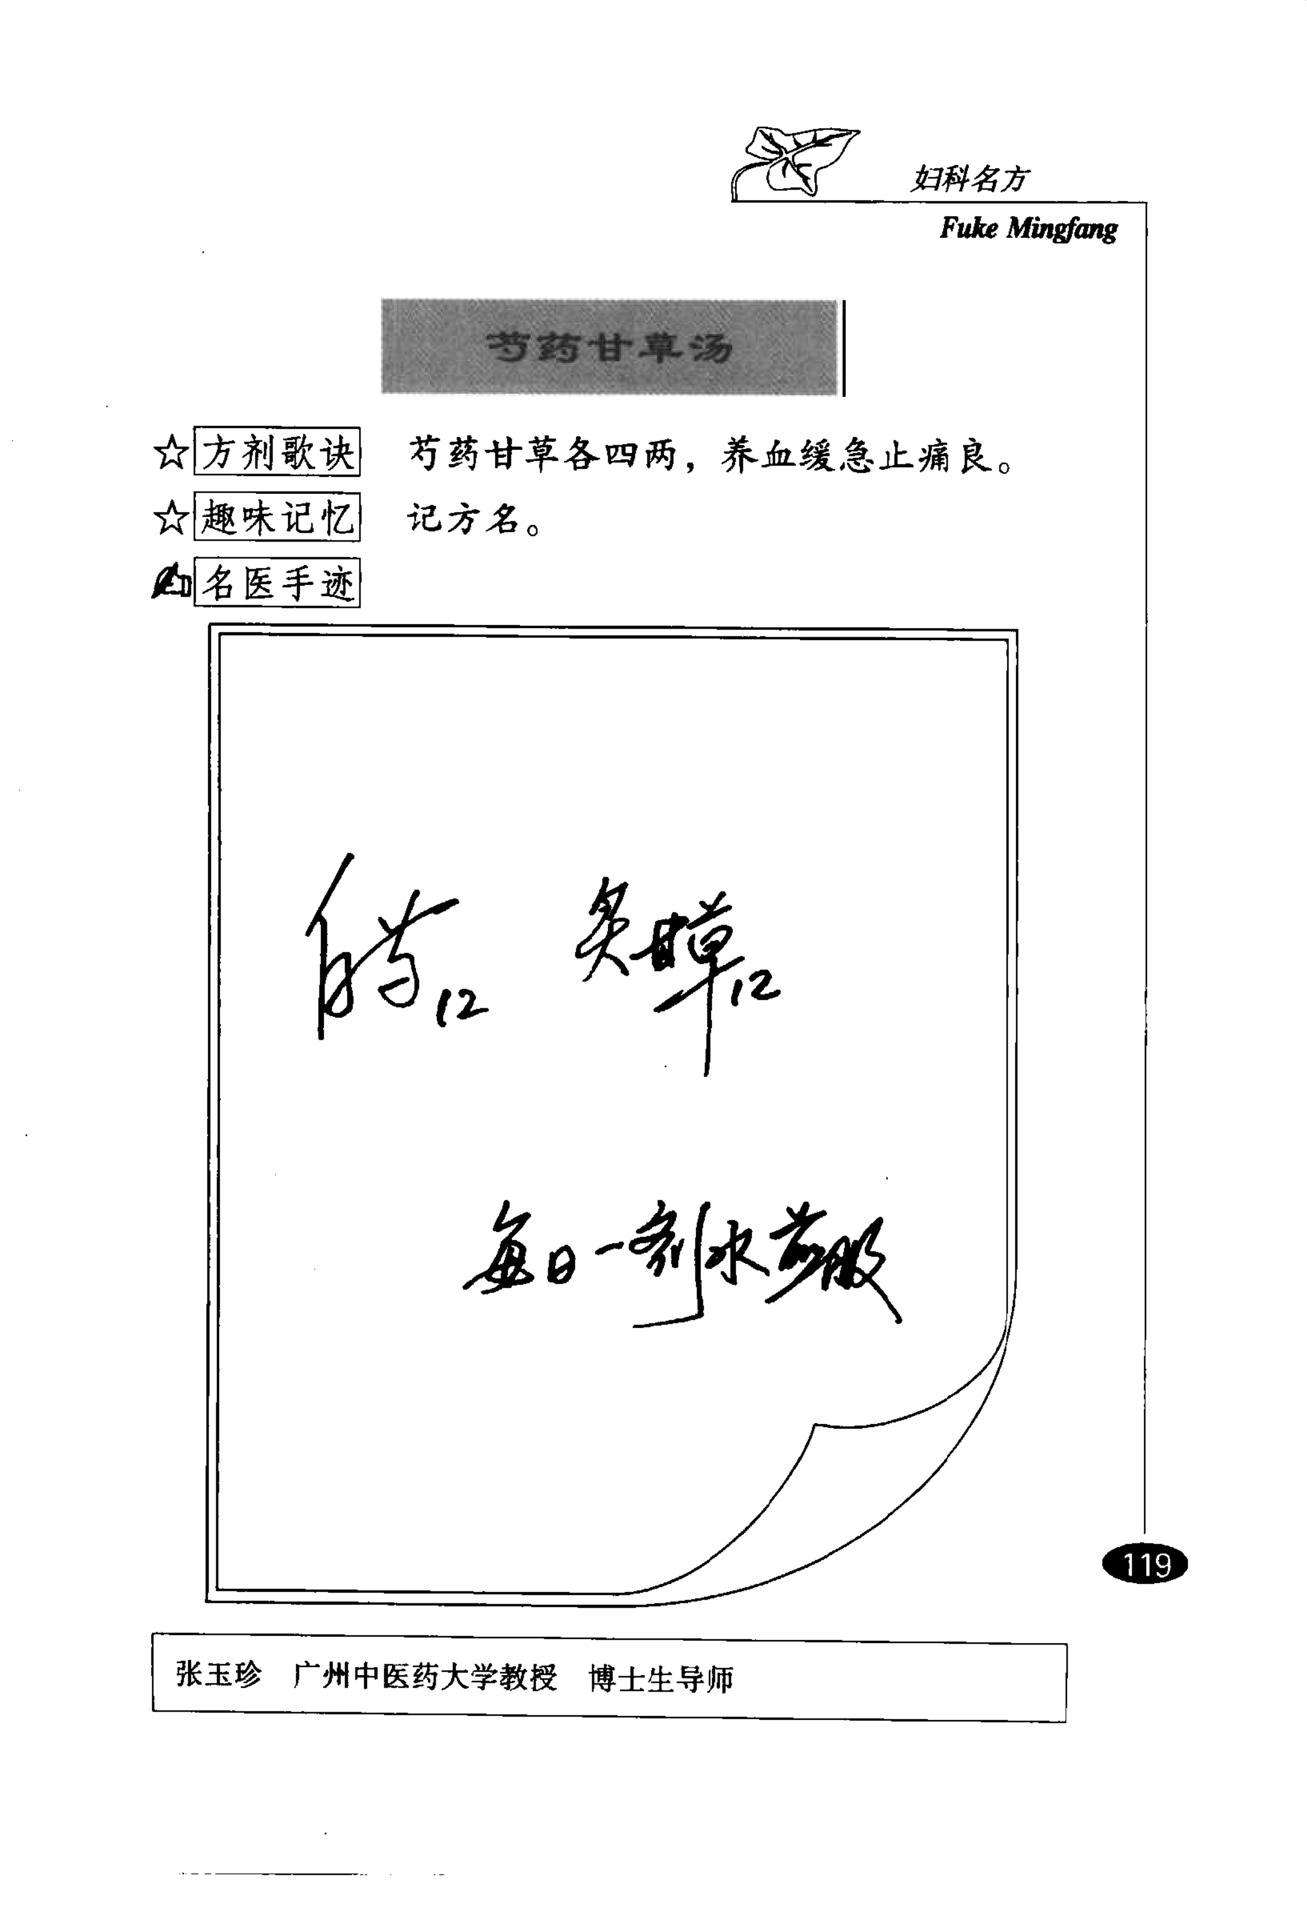 妇科名方
Fuke Mingfang
芍药甘草汤
☆方剂歌诀 芍药甘草各四两，养血缓急止痛良。
☆趣味记忆 记方名。
名医手迹
白芍12 炙甘草12
每日一剂水煎服
119
张玉珍 广州中医药大学教授 博士生导师